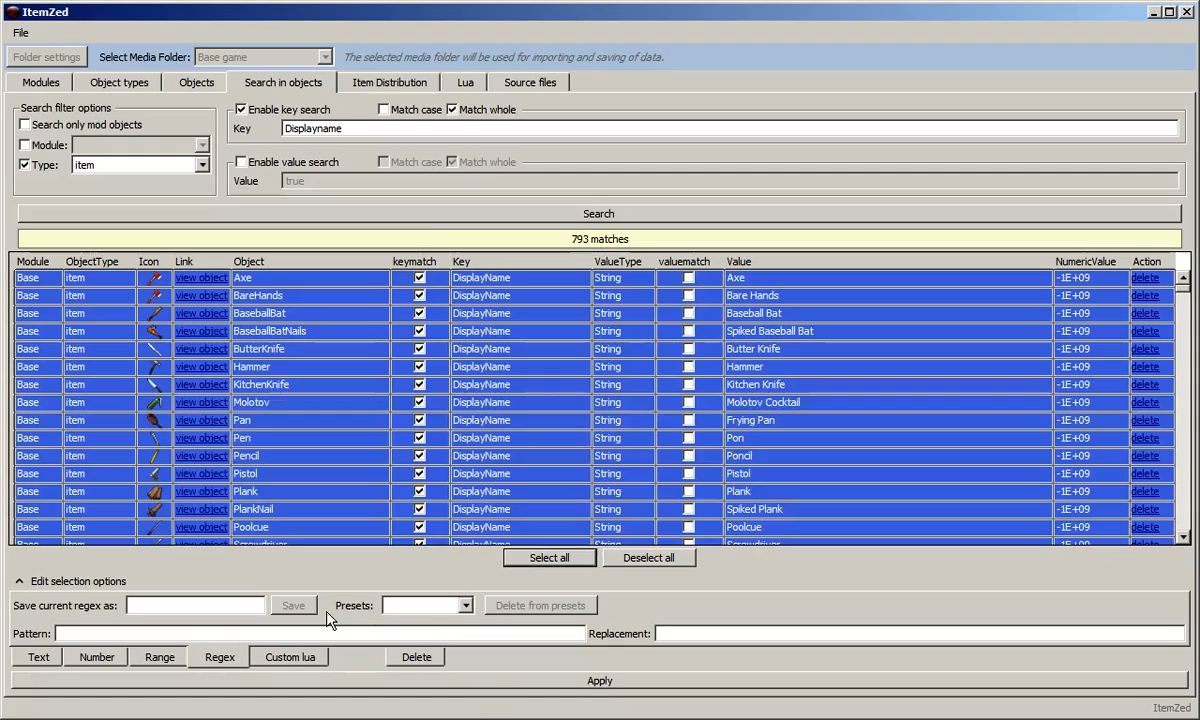 ItemZed
File
Folder settings Select Media Folder: Base game The selected media folder will be used for importing and saving of data.
Modules Object types Objects Search in objects Item Distribution Lua Source files
Search filter options
Search only mod objects
Module:
Type: item
Enable key search Match case Match whole
Key Displayname
Enable value search Match case Match whole
Value true
Search
793 matches
Module ObjectType Icon Link Object keymatch Key ValueType valuematch Value NumericValue Action
Base item view object Axe DisplayName String Axe -1E+09 delete
Base item view object BareHands DisplayName String Bare Hands -1E+09 delete
Base item view object BaseballBat DisplayName String Baseball Bat -1E+09 delete
Base item view object BaseballBatNails DisplayName String Spiked Baseball Bat -1E+09 delete
Base item view object ButterKnife DisplayName String Butter Knife -1E+09 delete
Base item view object Hammer DisplayName String Hammer -1E+09 delete
Base item view object KitchenKnife DisplayName String Kitchen Knife -1E+09 delete
Base item view object Molotov DisplayName String Molotov Cocktail -1E+09 delete
Base item view object Pan DisplayName String Frying Pan -1E+09 delete
Base item view object Pen DisplayName String Pon -1E+09 delete
Base item view object Pencil DisplayName String Poncil -1E+09 delete
Base item view object Pistol DisplayName String Pistol -1E+09 delete
Base item view object Plank DisplayName String Plank -1E+09 delete
Base item view object PlankNail DisplayName String Spiked Plank -1E+09 delete
Base item view object Poolcue DisplayName String Poolcue -1E+09 delete
Base item view object Screwdriver DisplayName String Screwdriver -1E+09 delete
Select all Deselect all
Edit selection options
Save current regex as: Save Presets: Delete from presets
Pattern: Replacement:
Text Number Range Regex Custom lua Delete
Apply
ItemZed